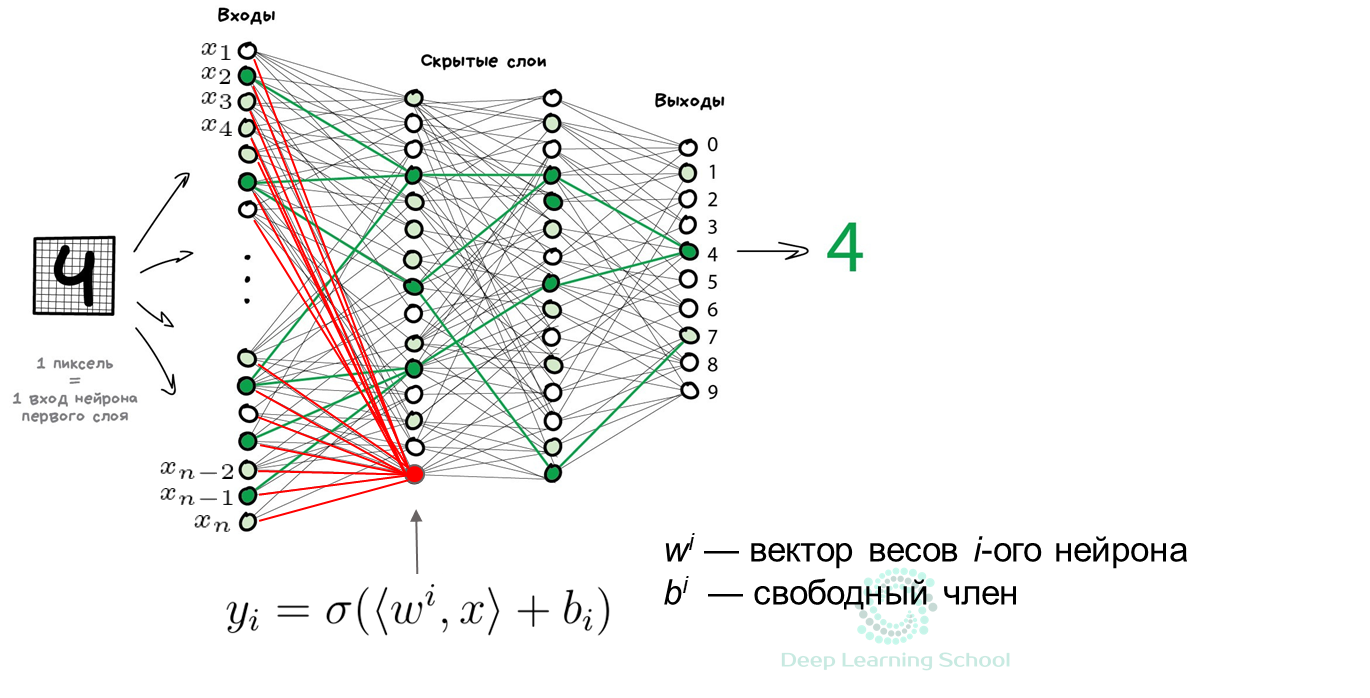 Входы
x₁
x₂
x₃
x₄
Скрытые слои
Выходы
0
1
2
3
4
5
6
7
8
9
4
4
1 пиксель
=
1 вход нейрона
первого слоя
xₙ₋₂
xₙ₋₁
xₙ
yᵢ = σ(⟨wⁱ, x⟩ + bᵢ)
wⁱ — вектор весов i-ого нейрона
bⁱ — свободный член
Deep Learning School